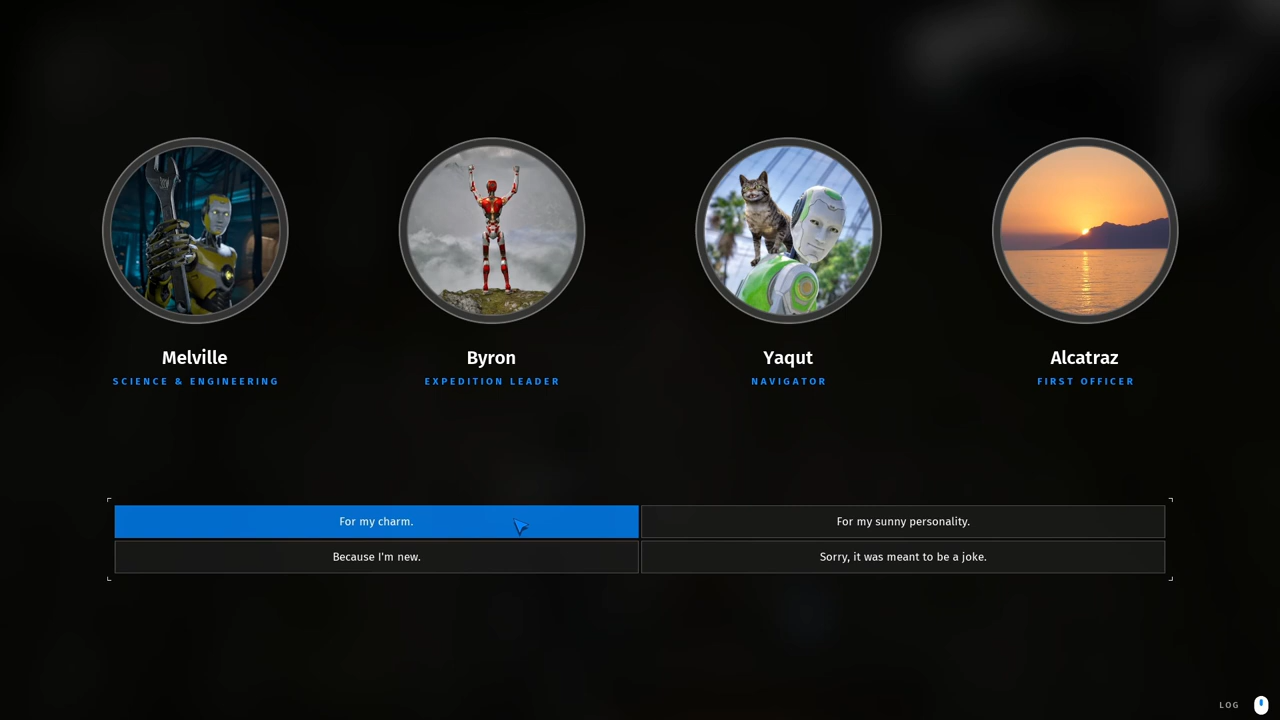 Melville
SCIENCE & ENGINEERING
Byron
EXPEDITION LEADER
Yaqut
NAVIGATOR
Alcatraz
FIRST OFFICER
For my charm.
For my sunny personality.
Because I'm new.
Sorry, it was meant to be a joke.
LOG